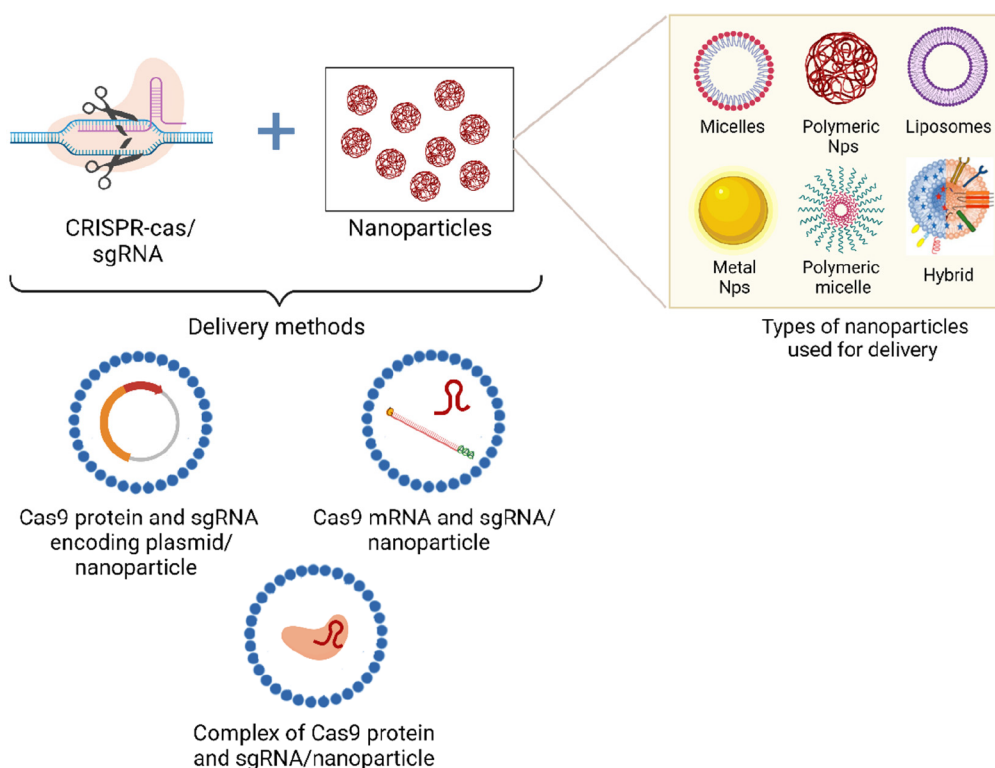 CRISPR-cas/
sgRNA
Nanoparticles
Micelles
Polymeric
Nps
Liposomes
Metal
Nps
Polymeric
micelle
Hybrid
Types of nanoparticles
used for delivery
Delivery methods
Cas9 protein and sgRNA
encoding plasmid/
nanoparticle
Cas9 mRNA and sgRNA/
nanoparticle
Complex of Cas9 protein
and sgRNA/nanoparticle